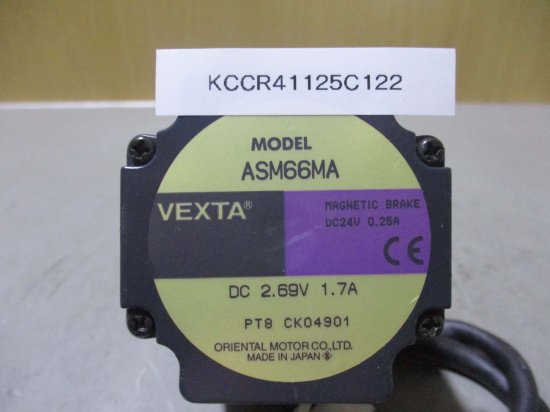 KCCR41125C122
MODEL
ASM66MA
VEXTA®
MAGNETIC BRAKE
DC24V 0.25A
CE
DC 2.69V 1.7A
PT8 CK04901
ORIENTAL MOTOR CO.,LTD.
MADE IN JAPAN Ⓢ